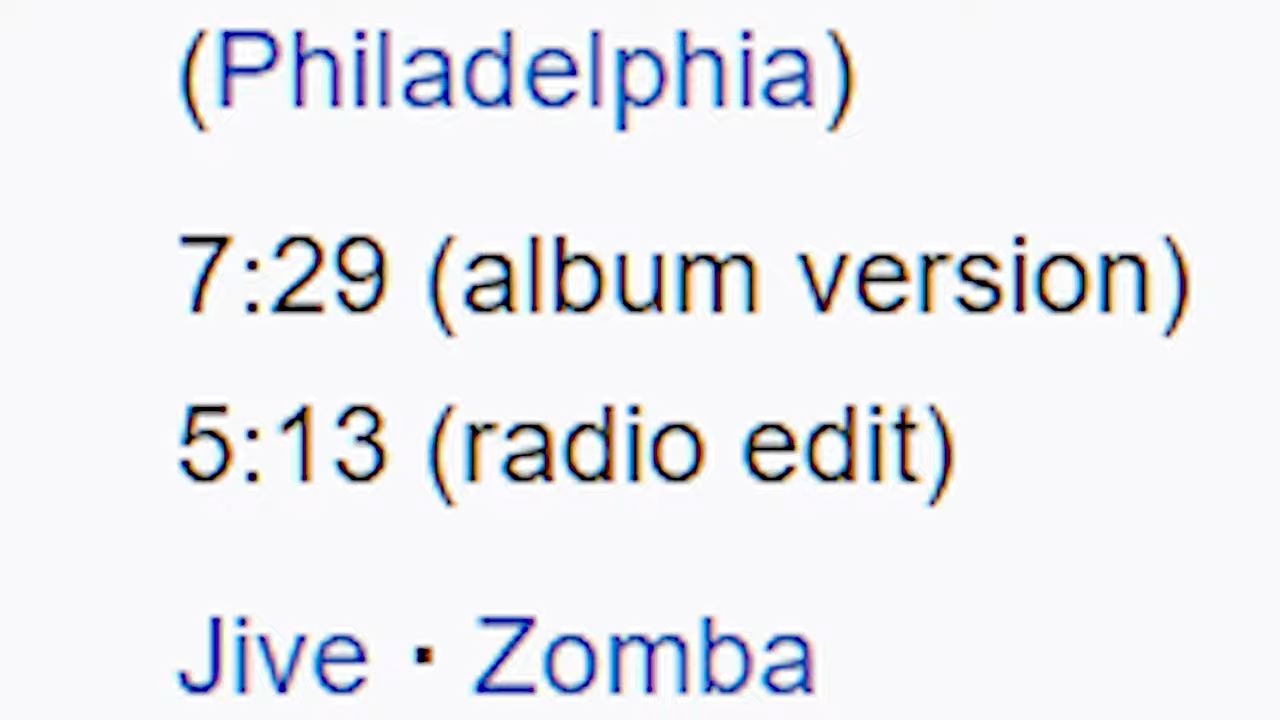 (Philadelphia)
7:29 (album version)
5:13 (radio edit)
Jive · Zomba